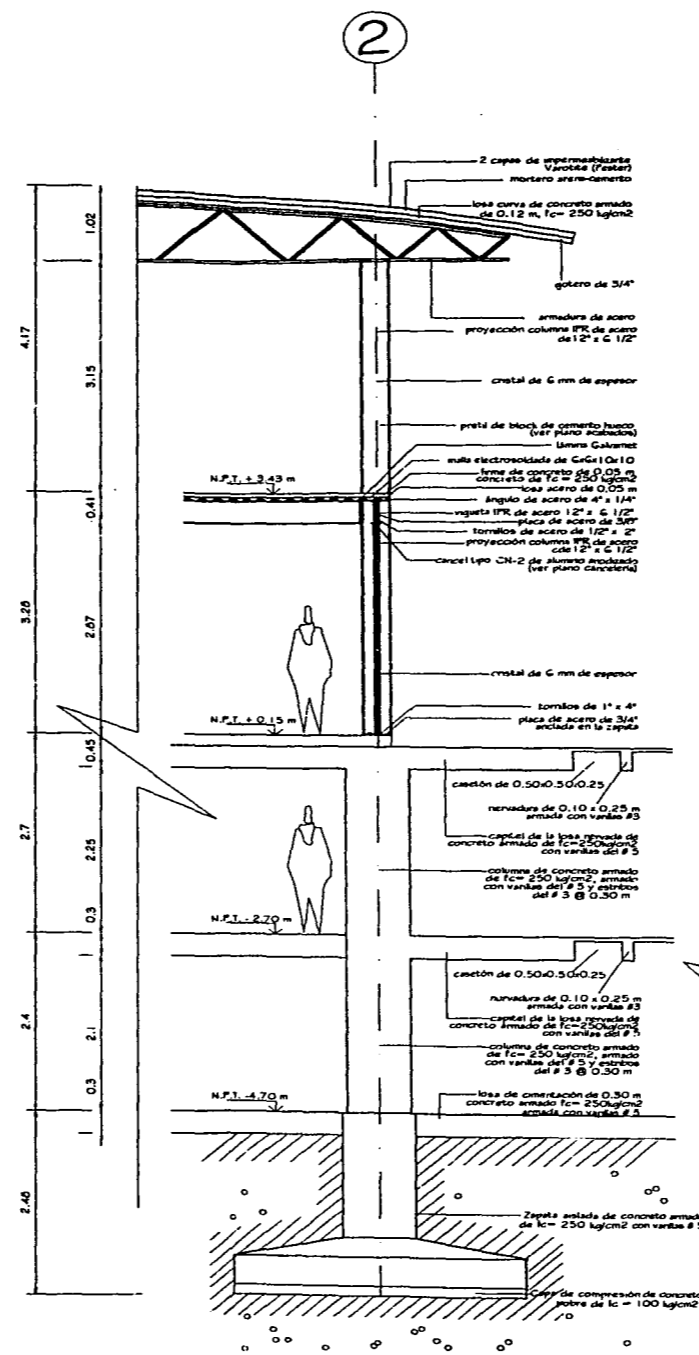 2
2 capas de impermeabilizante
Varotite (Fester)
mortero arena-cemento
losa curva de concreto armado
de 0.12 m, f'c= 250 kg/cm2
gotero de 3/4"
armadura de acero
proyección columna IPR de acero
de 12" x 6 1/2"
cristal de 6 mm de espesor
pretil de block de cemento hueco
(ver plano acabados)
lámina Galvamet
malla electrosoldada de 6x6x10x10
firme de concreto de 0.05 m
concreto de f'c = 250 kg/cm2
losa acero de 0.05 m
ángulo de acero de 4" x 1/4"
vigueta IPR de acero 12" x 6 1/2"
placa de acero de 3/8"
tornillos de acero de 1/2" x 2"
proyección columna IPR de acero
cde 12" x 6 1/2"
cancel tipo CN-2 de aluminio anodizado
(ver plano cancelería)
cristal de 6 mm de espesor
tornillos de 1" x 4"
placa de acero de 3/4"
anclada en la zapata
casetón de 0.50x0.50x0.25
nervadura de 0.10 x 0.25 m
armada con varillas #3
capitel de la losa nervada de
concreto armado de f'c=250kg/cm2
con varillas del # 5
columna de concreto armado
de f'c= 250 kg/cm2, armado
con varillas del # 5 y estribos
del # 3 @ 0.30 m
casetón de 0.50x0.50x0.25
nurvadura de 0.10 x 0.25 m
armada con varillas #3
capitel de la losa nervada de
concreto armado de f'c=250kg/cm2
con varillas del # 5
columna de concreto armado
de f'c= 250 kg/cm2, armado
con varillas del # 5 y estribos
del # 3 @ 0.30 m
losa de cimentación de 0.30 m
concreto armado f'c= 250kg/cm2
armada con varillas # 5
Zapata aislada de concreto armado
de f'c= 250 kg/cm2 con varillas # 5
Capa de compresión de concreto
pobre de f'c = 100 kg/cm2
N.P.T. + 3.43 m
N.P.T. + 0.15 m
N.P.T. - 2.70 m
N.P.T. -4.70 m
4.17
3.28
2.7
2.4
2.48
1.02
3.15
0.41
2.87
0.45
2.25
0.3
2.1
0.3